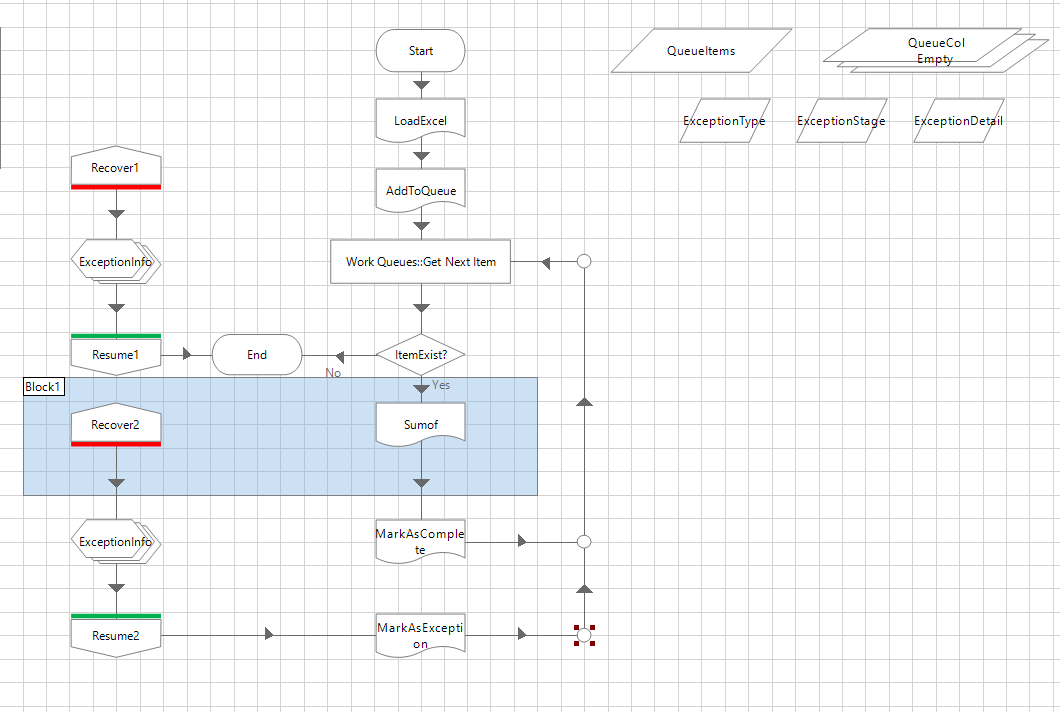 Start
QueueItems
QueueCol
Empty
LoadExcel
ExceptionType
ExceptionStage
ExceptionDetail
Recover1
AddToQueue
ExceptionInfo
Work Queues::Get Next Item
Resume1
End
ItemExist?
No
Yes
Block1
Recover2
Sumof
ExceptionInfo
MarkAsComple
te
Resume2
MarkAsExcepti
on